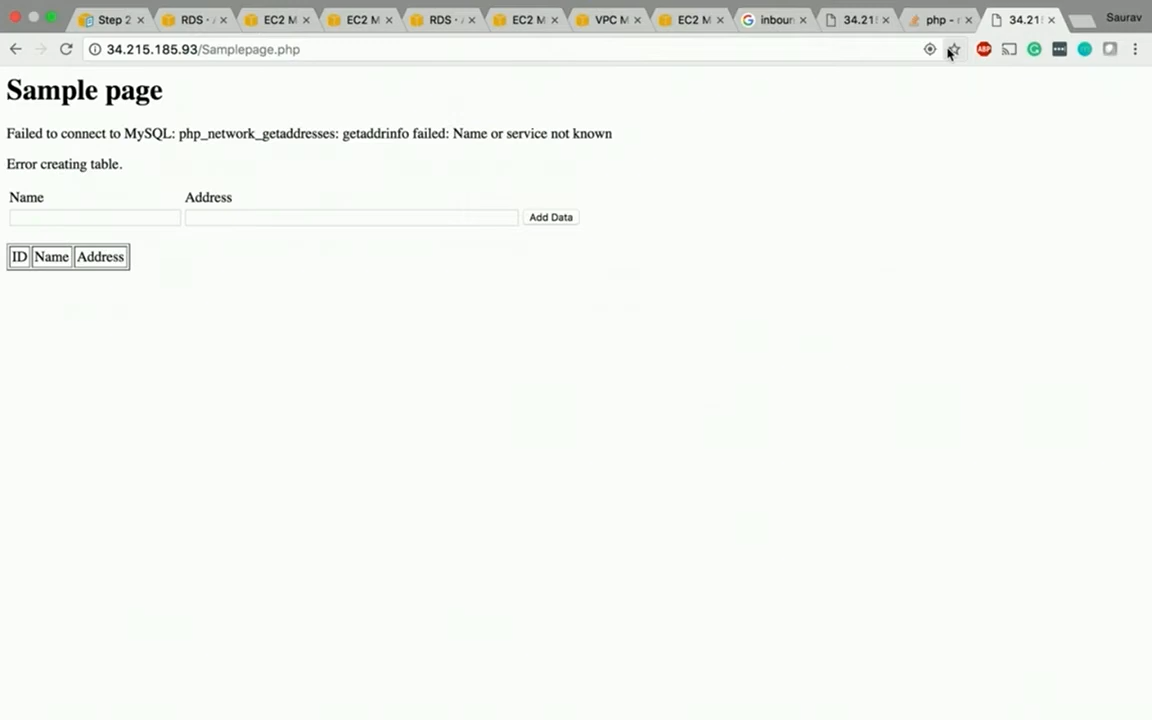 Step 2 RDS · EC2 M EC2 M RDS · EC2 M VPC M EC2 M inbour 34.21 php - 34.21 Saurav
34.215.185.93/Samplepage.php ABP
Sample page
Failed to connect to MySQL: php_network_getaddresses: getaddrinfo failed: Name or service not known
Error creating table.
Name Address
Add Data
ID Name Address